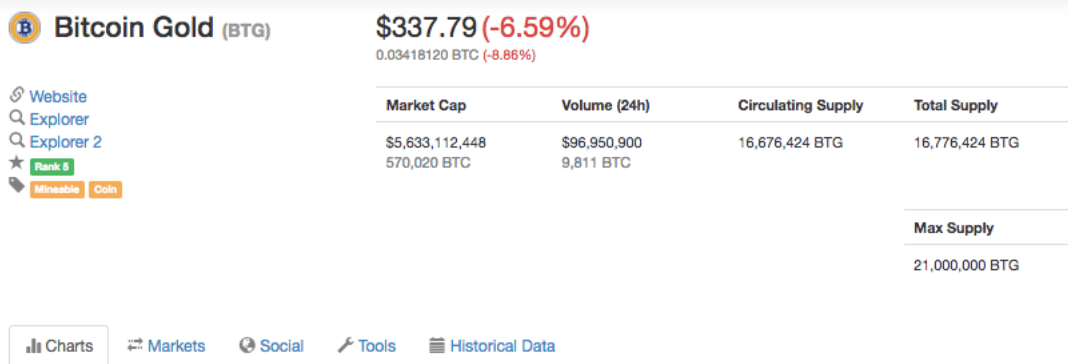 Bitcoin Gold (BTG)
$337.79 (-6.59%)
0.03418120 BTC (-8.86%)
Website
Explorer
Explorer 2
Rank 5
Mineable Coin
Market Cap Volume (24h) Circulating Supply Total Supply
$5,633,112,448 $96,950,900 16,676,424 BTG 16,776,424 BTG
570,020 BTC 9,811 BTC
Max Supply
21,000,000 BTG
Charts Markets Social Tools Historical Data